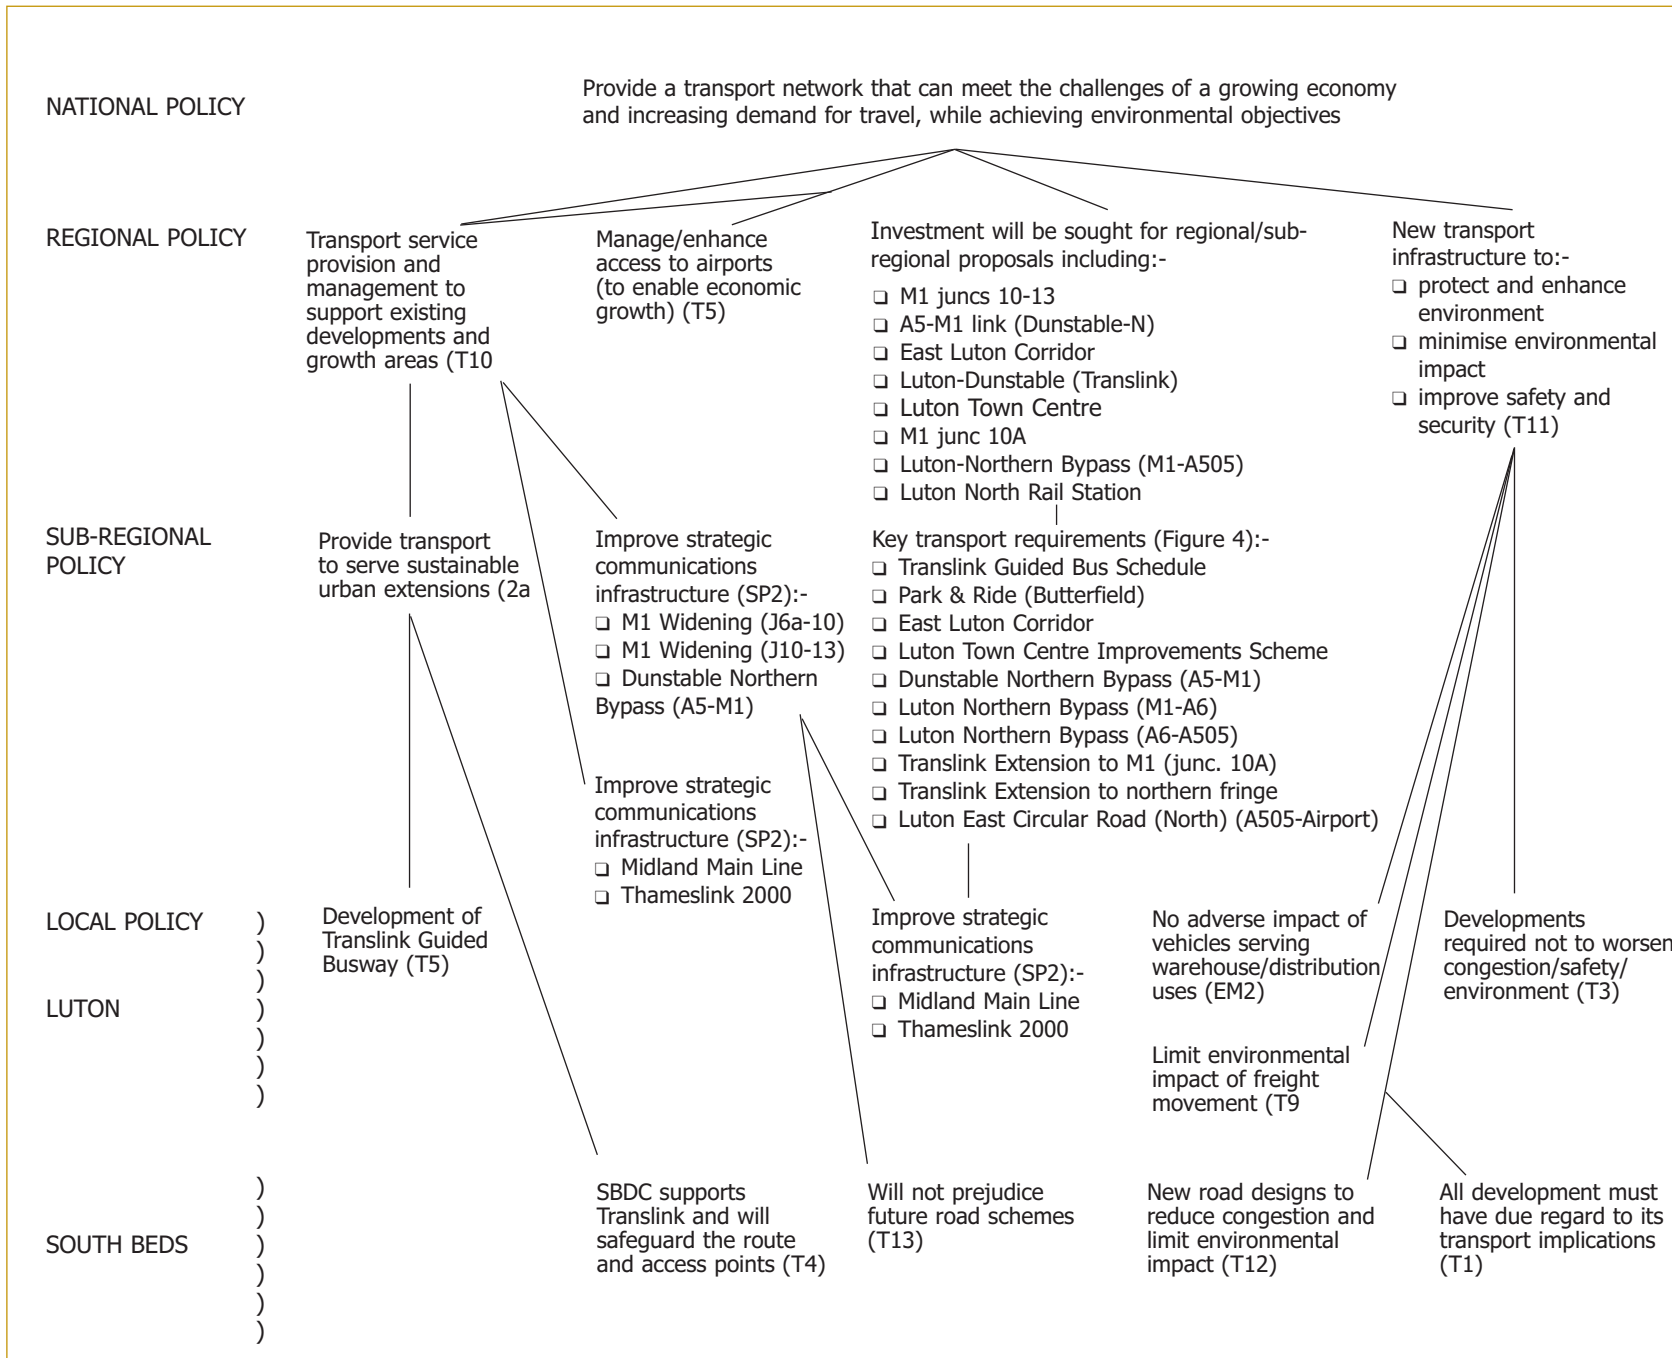 NATIONAL POLICY
Provide a transport network that can meet the challenges of a growing economy
and increasing demand for travel, while achieving environmental objectives
REGIONAL POLICY
Transport service
provision and
management to
support existing
developments and
growth areas (T10
Manage/enhance
access to airports
(to enable economic
growth) (T5)
Investment will be sought for regional/sub-
regional proposals including:-
❏ M1 juncs 10-13
❏ A5-M1 link (Dunstable-N)
❏ East Luton Corridor
❏ Luton-Dunstable (Translink)
❏ Luton Town Centre
❏ M1 junc 10A
❏ Luton-Northern Bypass (M1-A505)
❏ Luton North Rail Station
New transport
infrastructure to:-
❏ protect and enhance
environment
❏ minimise environmental
impact
❏ improve safety and
security (T11)
SUB-REGIONAL
POLICY
Provide transport
to serve sustainable
urban extensions (2a
Improve strategic
communications
infrastructure (SP2):-
❏ M1 Widening (J6a-10)
❏ M1 Widening (J10-13)
❏ Dunstable Northern
Bypass (A5-M1)
Improve strategic
communications
infrastructure (SP2):-
❏ Midland Main Line
❏ Thameslink 2000
Key transport requirements (Figure 4):-
❏ Translink Guided Bus Schedule
❏ Park & Ride (Butterfield)
❏ East Luton Corridor
❏ Luton Town Centre Improvements Scheme
❏ Dunstable Northern Bypass (A5-M1)
❏ Luton Northern Bypass (M1-A6)
❏ Luton Northern Bypass (A6-A505)
❏ Translink Extension to M1 (junc. 10A)
❏ Translink Extension to northern fringe
❏ Luton East Circular Road (North) (A505-Airport)
LOCAL POLICY )
)
)
LUTON )
)
)
)
Development of
Translink Guided
Busway (T5)
Improve strategic
communications
infrastructure (SP2):-
❏ Midland Main Line
❏ Thameslink 2000
No adverse impact of
vehicles serving
warehouse/distribution
uses (EM2)
Developments
required not to worsen
congestion/safety/
environment (T3)
Limit environmental
impact of freight
movement (T9
)
)
SOUTH BEDS )
)
)
)
SBDC supports
Translink and will
safeguard the route
and access points (T4)
Will not prejudice
future road schemes
(T13)
New road designs to
reduce congestion and
limit environmental
impact (T12)
All development must
have due regard to its
transport implications
(T1)